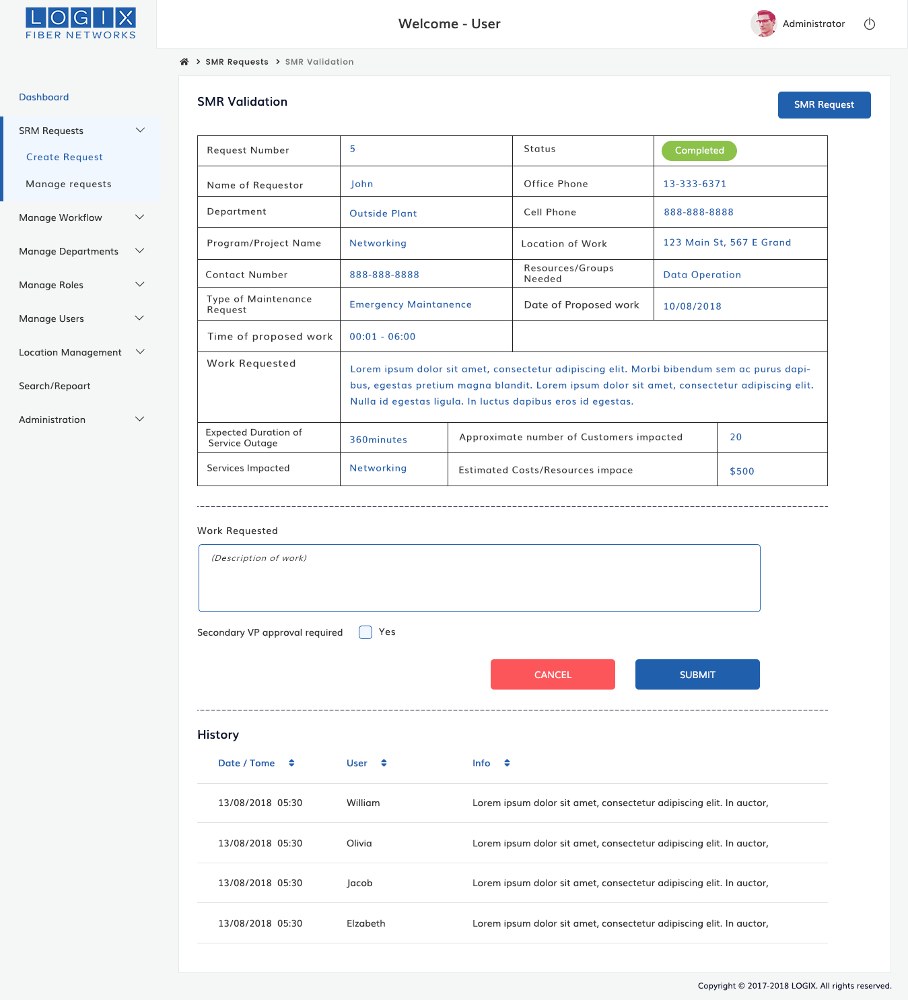 LOGIX
FIBER NETWORKS
Welcome - User
Administrator
SMR Requests > SMR Validation
Dashboard
SRM Requests
Create Request
Manage requests
Manage Workflow
Manage Departments
Manage Roles
Manage Users
Location Management
Search/Repoart
Administration
SMR Validation
SMR Request
Request Number 5 Status Completed
Name of Requestor John Office Phone 13-333-6371
Department Outside Plant Cell Phone 888-888-8888
Program/Project Name Networking Location of Work 123 Main St, 567 E Grand
Contact Number 888-888-8888 Resources/Groups
Needed Data Operation
Type of Maintenance
Request Emergency Maintanence Date of Proposed work 10/08/2018
Time of proposed work 00:01 - 06:00
Work Requested
Lorem ipsum dolor sit amet, consectetur adipiscing elit. Morbi bibendum sem ac purus dapi-
bus, egestas pretium magna blandit. Lorem ipsum dolor sit amet, consectetur adipiscing elit.
Nulla id egestas ligula. In luctus dapibus eros id egestas.
Expected Duration of
Service Outage 360minutes Approximate number of Customers impacted 20
Services Impacted Networking Estimated Costs/Resources impace $500
Work Requested
(Description of work)
Secondary VP approval required Yes
CANCEL SUBMIT
History
Date / Tome User Info
13/08/2018 05:30 William Lorem ipsum dolor sit amet, consectetur adipiscing elit. In auctor,
13/08/2018 05:30 Olivia Lorem ipsum dolor sit amet, consectetur adipiscing elit. In auctor,
13/08/2018 05:30 Jacob Lorem ipsum dolor sit amet, consectetur adipiscing elit. In auctor,
13/08/2018 05:30 Elzabeth Lorem ipsum dolor sit amet, consectetur adipiscing elit. In auctor,
Copyright © 2017-2018 LOGIX. All rights reserved.